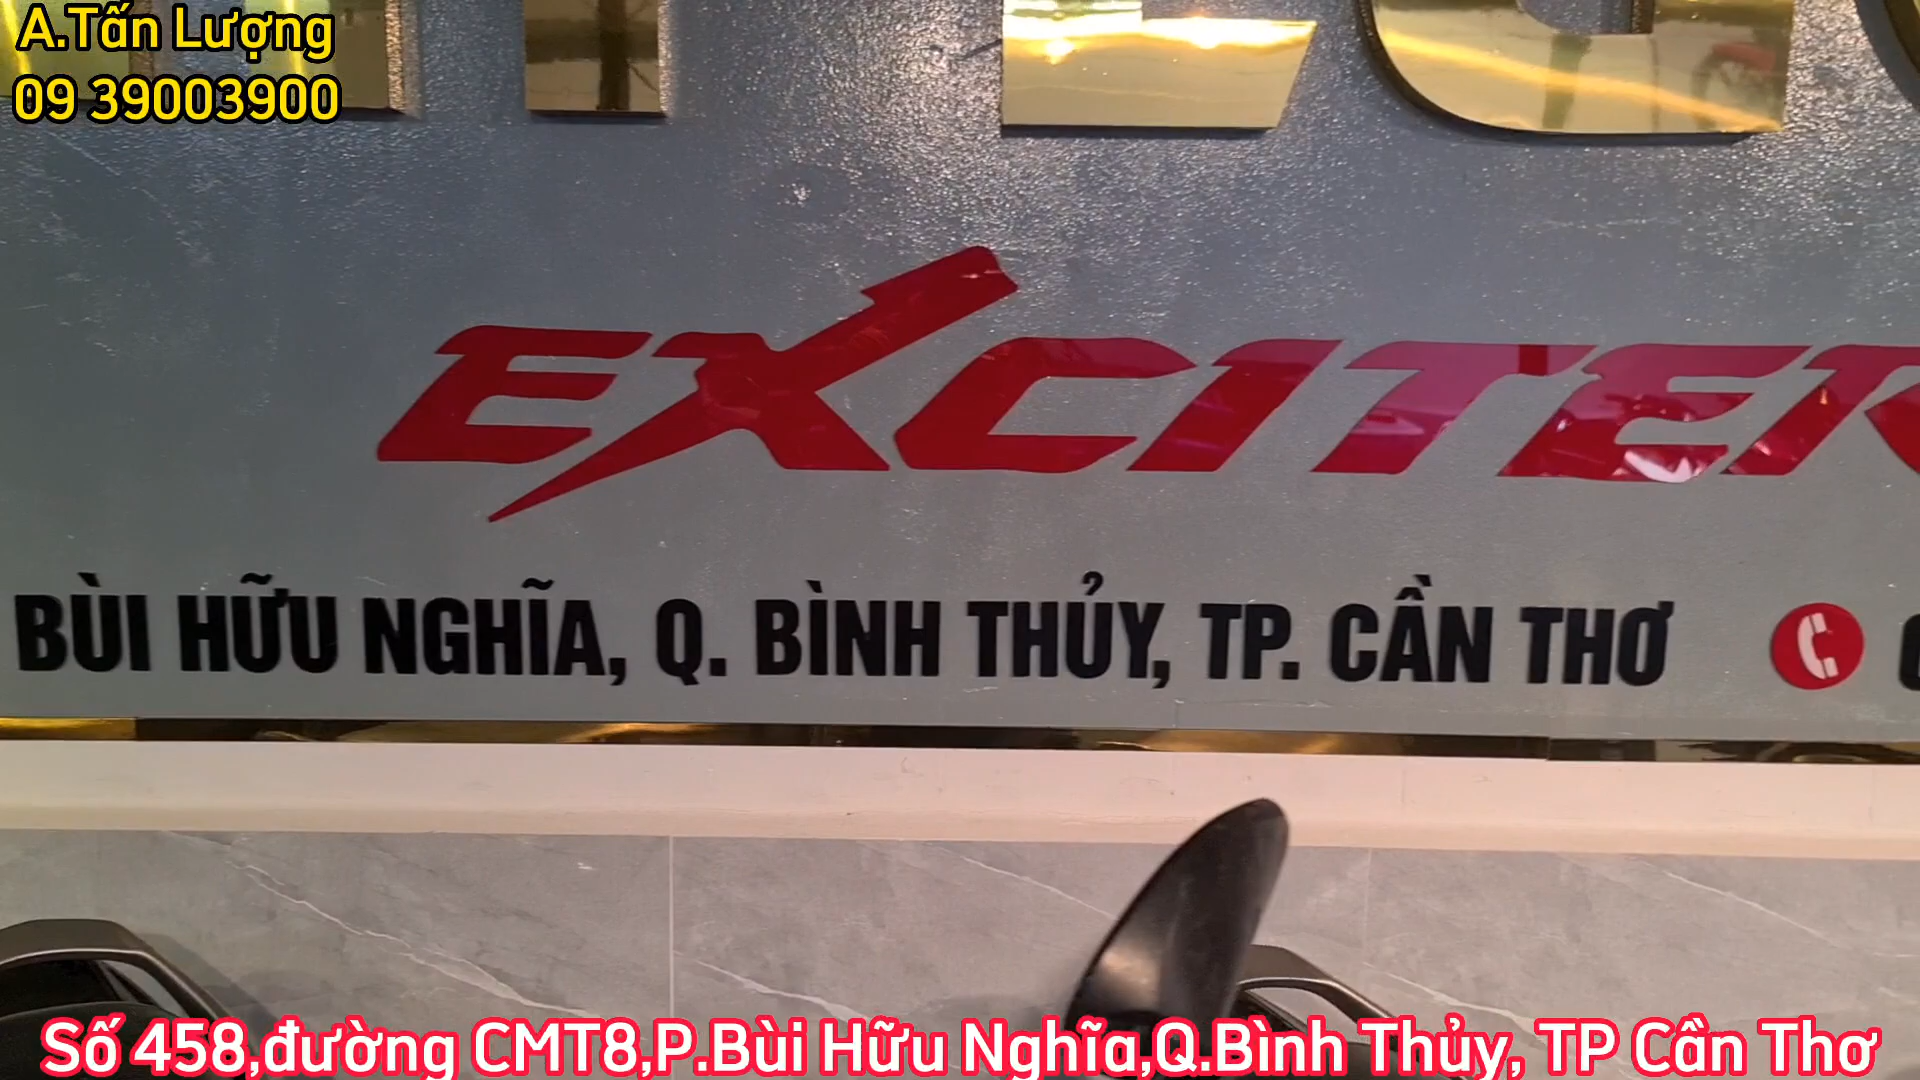 A.Tấn Lượng
09 39003900
EXCITER
BÙI HỮU NGHĨA, Q. BÌNH THỦY, TP. CẦN THƠ
Số 458,đường CMT8,P.Bùi Hữu Nghĩa,Q.Bình Thủy, TP Cần Thơ